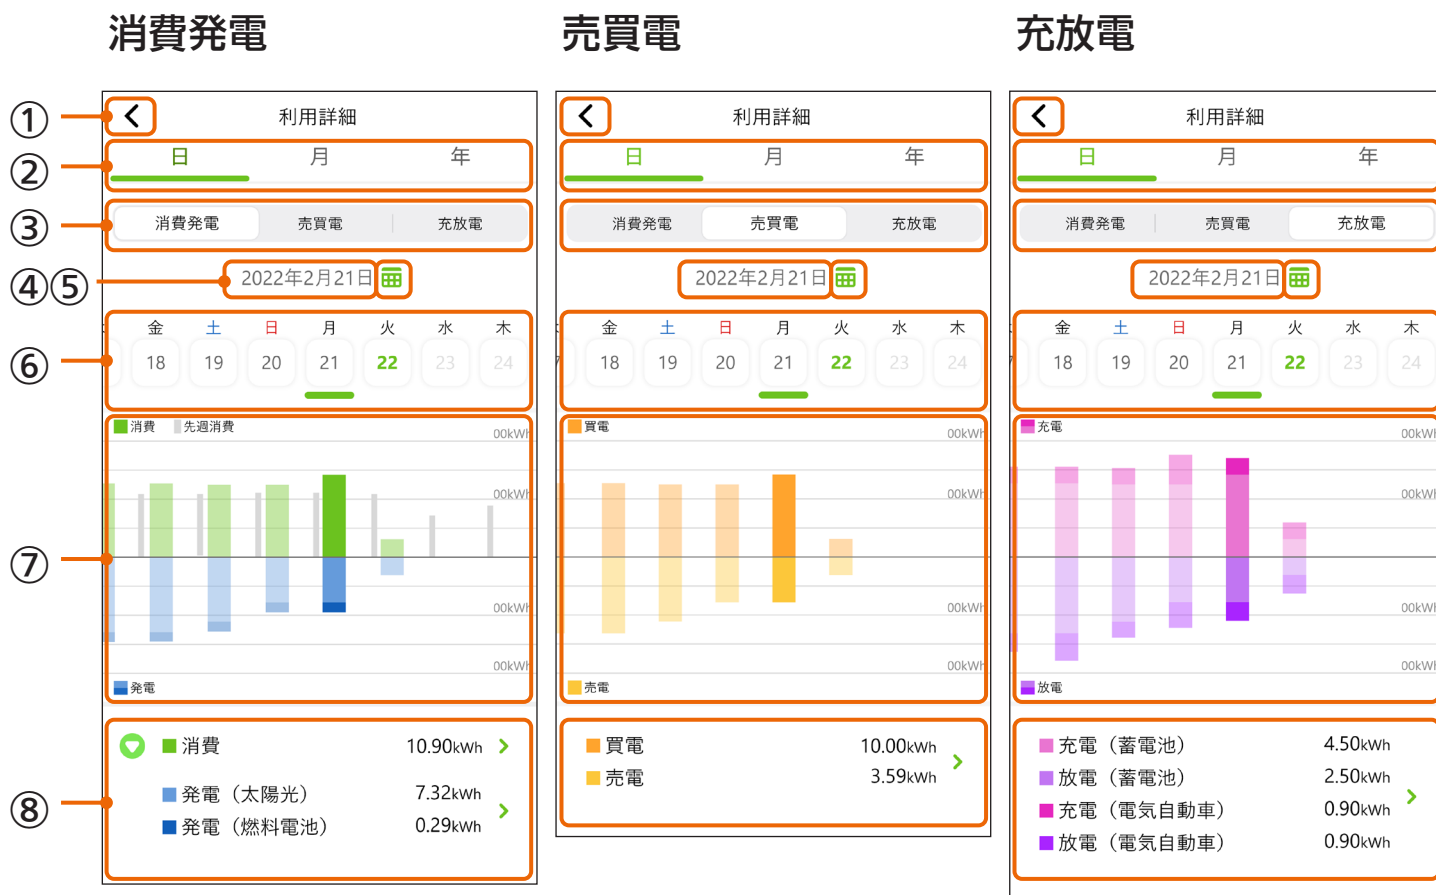 消費発電
売買電
充放電
①
②
③
④⑤
⑥
⑦
⑧
利用詳細
日 月 年
消費発電 売買電 充放電
2022年2月21日
金 土 日 月 火 水 木
18 19 20 21 22 23 24
消費 先週消費
00kWh
00kWh
00kWh
00kWh
発電
消費 10.90kWh
発電（太陽光） 7.32kWh
発電（燃料電池） 0.29kWh
利用詳細
日 月 年
消費発電 売買電 充放電
2022年2月21日
金 土 日 月 火 水 木
18 19 20 21 22 23 24
買電
00kWh
00kWh
00kWh
00kWh
売電
買電 10.00kWh
売電 3.59kWh
利用詳細
日 月 年
消費発電 売買電 充放電
2022年2月21日
金 土 日 月 火 水 木
18 19 20 21 22 23 24
充電
00kWh
00kWh
00kWh
00kWh
放電
充電（蓄電池） 4.50kWh
放電（蓄電池） 2.50kWh
充電（電気自動車） 0.90kWh
放電（電気自動車） 0.90kWh